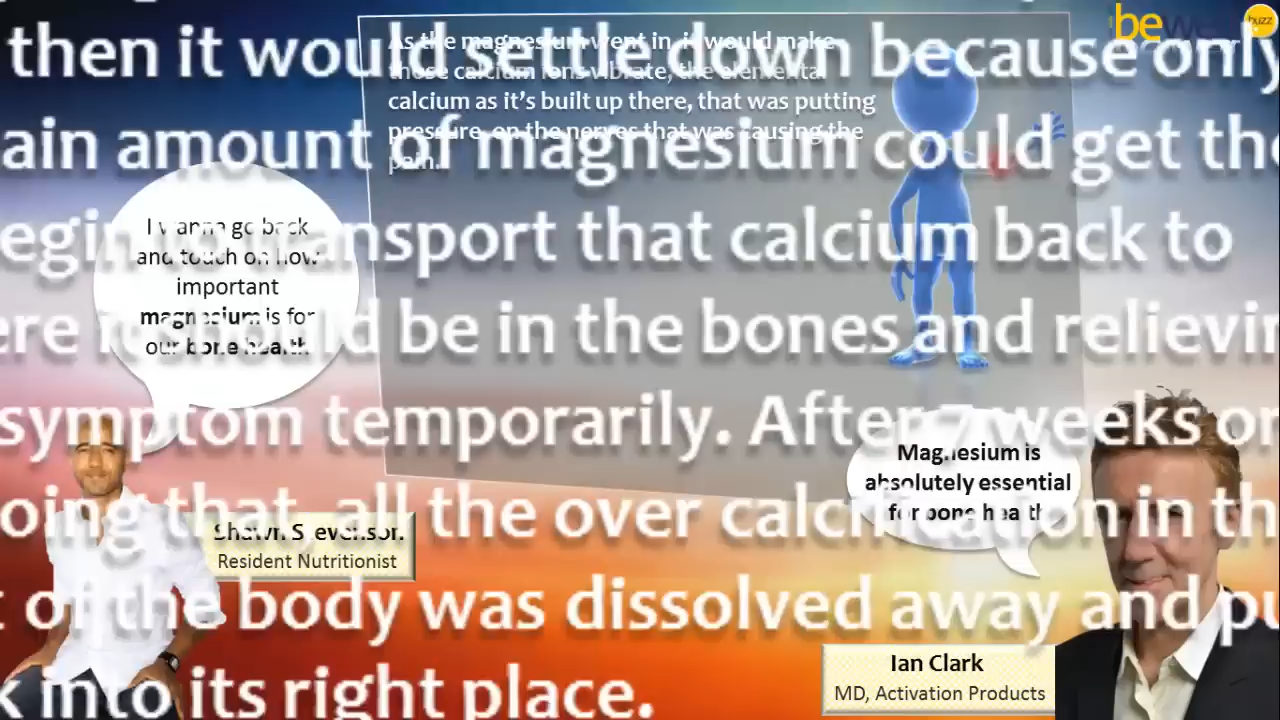 bewell
buzz
then it would settle down because only
ain amount of magnesium could get the
egin to transport that calcium back to
ere it should be in the bones and relievin
symptom temporarily. After 7 weeks or
oing that, all the over calcification in th
t of the body was dissolved away and pu
k into its right place.
As the magnesium went in, it would make
those calcium ions vibrate, the elemental
calcium as it’s built up there, that was putting
pressure on the nerves that was causing the
pain.
I wanna go back
and touch on how
important
magnesium is for
our bone health
Magnesium is
absolutely essential
for bone health
Shawn Stevenson
Resident Nutritionist
Ian Clark
MD, Activation Products